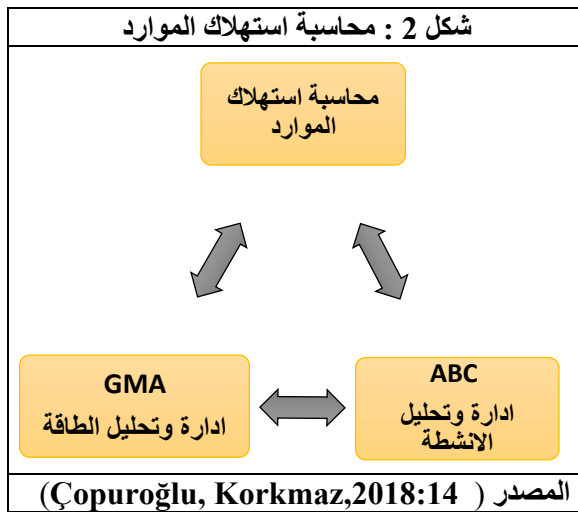 شكل 2 : محاسبة استهلاك الموارد
محاسبة استهلاك
الموارد
GMA
ادارة وتحليل الطاقة
ABC
ادارة وتحليل
الانشطة
المصدر ( Çopuroğlu, Korkmaz,2018:14)